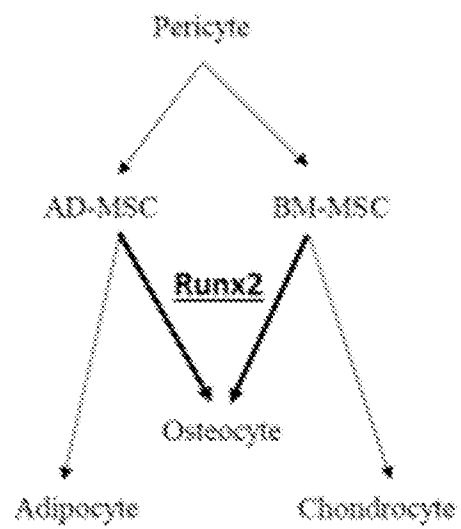 Pericyte
AD-MSC BM-MSC
Runx2
Osteocyte
Adipocyte Chondrocyte